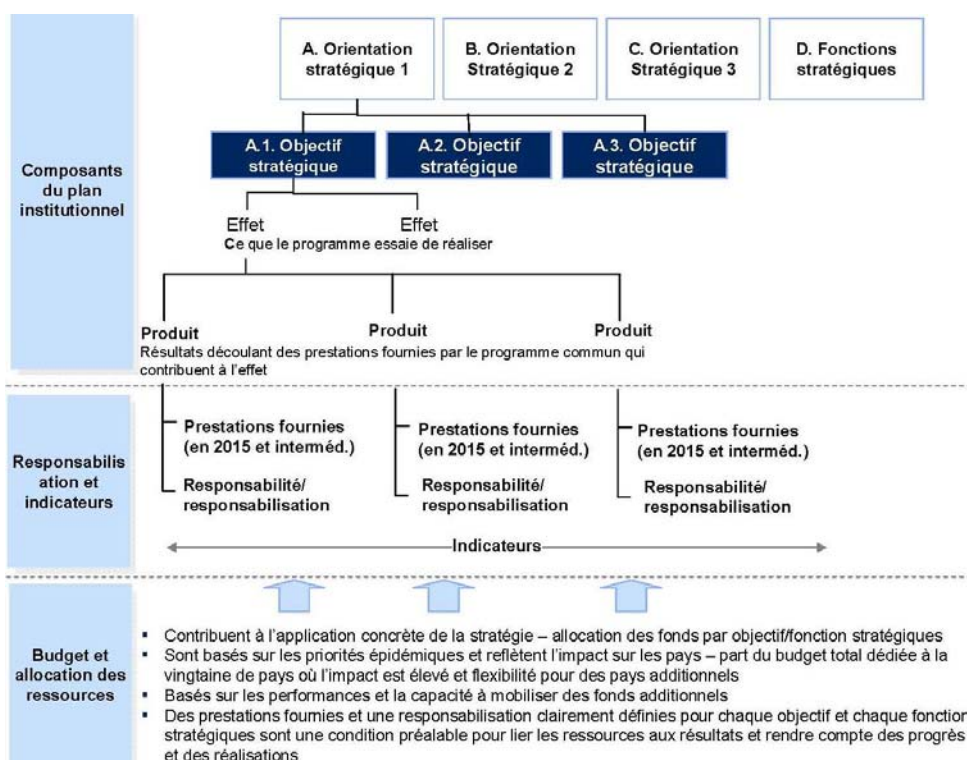 A. Orientation
stratégique 1
B. Orientation
Stratégique 2
C. Orientation
Stratégique 3
D. Fonctions
stratégiques
A.1. Objectif
stratégique
A.2. Objectif
stratégique
A.3. Objectif
stratégique
Composants
du plan
institutionnel
Effet
Effet
Ce que le programme essaie de réaliser
Produit
Produit
Produit
Résultats découlant des prestations fournies par le programme commun qui
contribuent à l'effet
Responsabilis
ation et
indicateurs
Prestations fournies
(en 2015 et interméd.)
Responsabilité/
responsabilisation
Prestations fournies
(en 2015 et interméd.)
Responsabilité/
responsabilisation
Prestations fournies
(en 2015 et interméd.)
Responsabilité/
responsabilisation
Indicateurs
Budget et
allocation des
ressources
▪ Contribuent à l'application concrète de la stratégie – allocation des fonds par objectif/fonction stratégiques
▪ Sont basés sur les priorités épidémiques et reflètent l'impact sur les pays – part du budget total dédiée à la
vingtaine de pays où l'impact est élevé et flexibilité pour des pays additionnels
▪ Basés sur les performances et la capacité à mobiliser des fonds additionnels
▪ Des prestations fournies et une responsabilisation clairement définies pour chaque objectif et chaque fonction
stratégiques sont une condition préalable pour lier les ressources aux résultats et rendre compte des progrès
et des réalisations